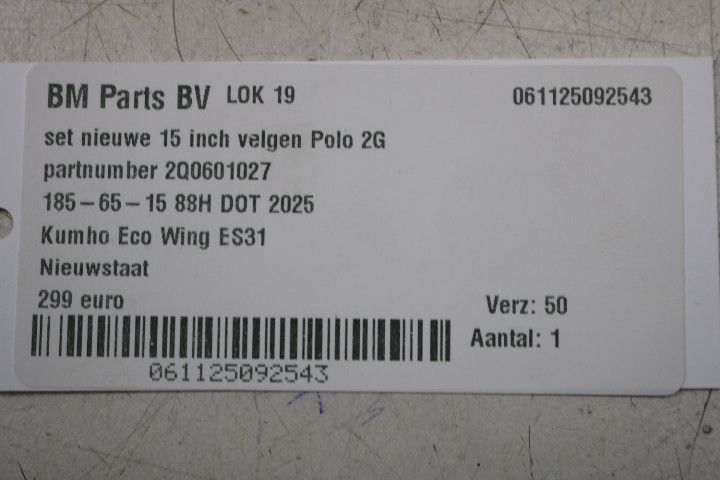 BM Parts BV LOK 19 061125092543
set nieuwe 15 inch velgen Polo 2G
partnumber 2Q0601027
185-65-15 88H DOT 2025
Kumho Eco Wing ES31
Nieuwstaat
299 euro
Verz: 50
Aantal: 1
061125092543